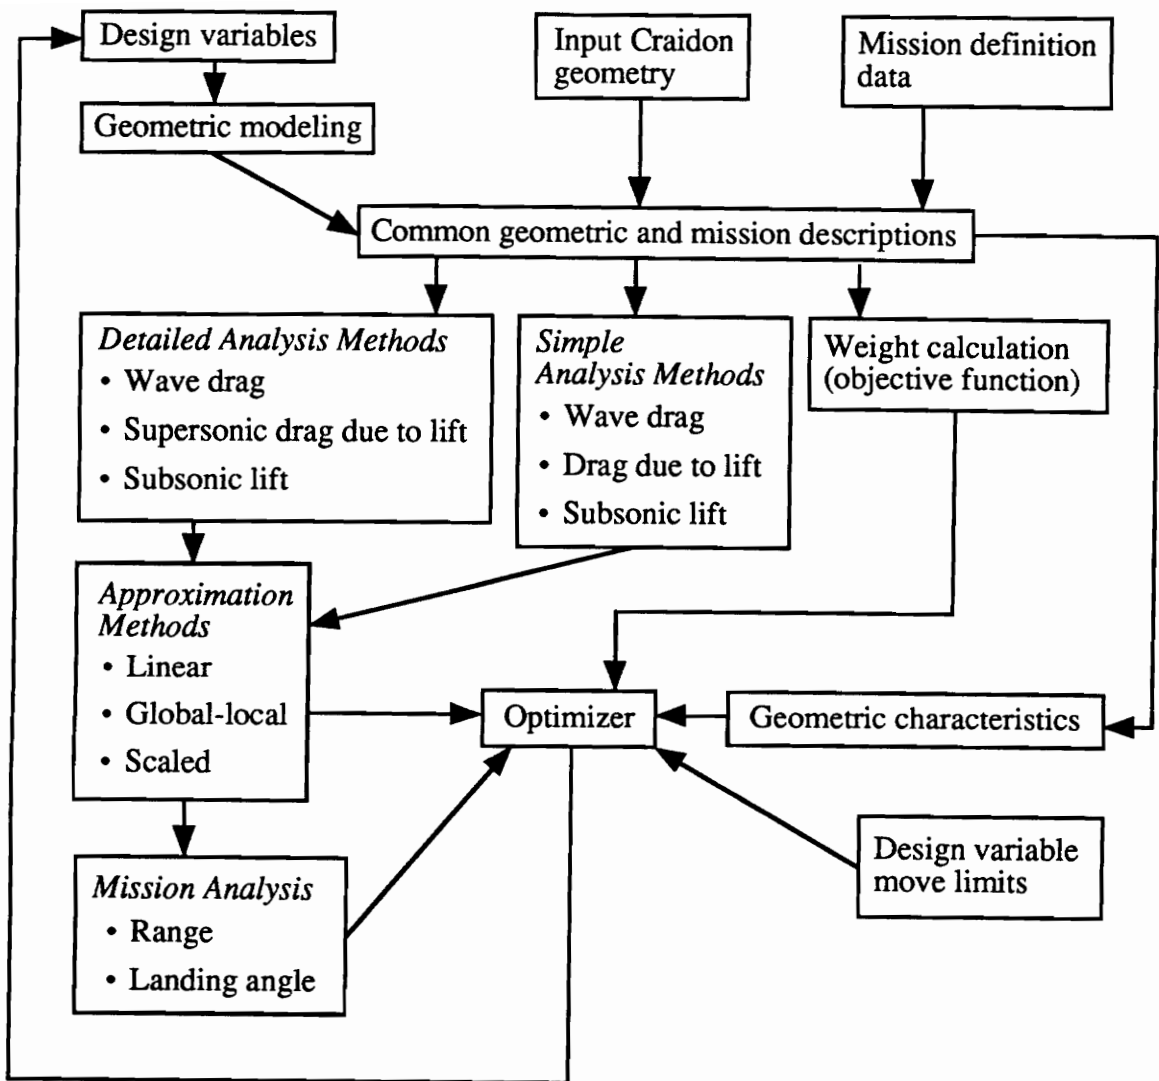 Design variables
Input Craidon
geometry
Mission definition
data
Geometric modeling
Common geometric and mission descriptions
Detailed Analysis Methods
• Wave drag
• Supersonic drag due to lift
• Subsonic lift
Simple
Analysis Methods
• Wave drag
• Drag due to lift
• Subsonic lift
Weight calculation
(objective function)
Approximation
Methods
• Linear
• Global-local
• Scaled
Optimizer
Geometric characteristics
Mission Analysis
• Range
• Landing angle
Design variable
move limits